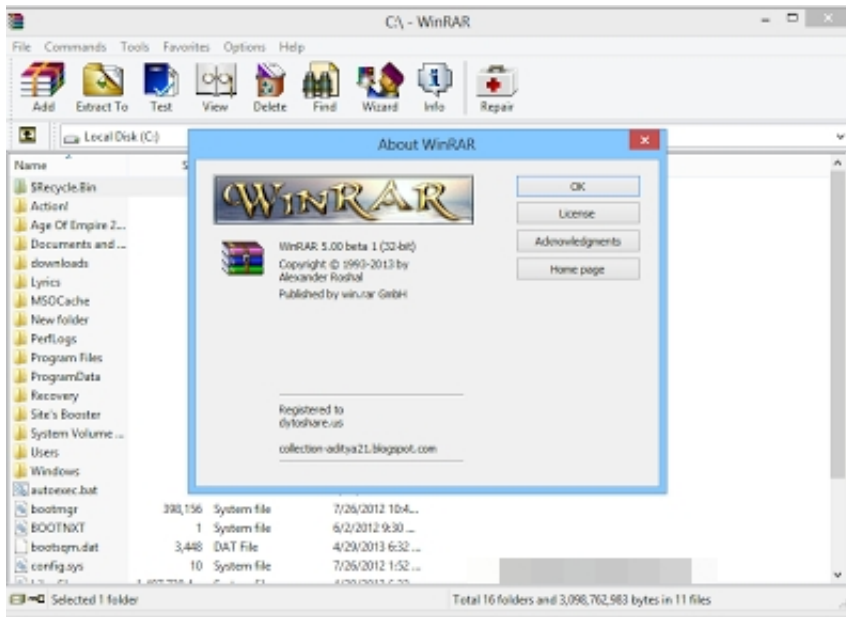 C:\ - WinRAR
File Commands Tools Favorites Options Help
Add Extract To Test View Delete Find Wizard Info Repair
Local Disk (C:)
Name S
$Recycle.Bin
Action!
Age Of Empire 2...
Documents and ...
downloads
Lyrics
MSOCache
New folder
PerfLogs
Program Files
ProgramData
Recovery
Site's Booster
System Volume ...
Users
Windows
autoexec.bat
bootmgr 398,156 System file 7/26/2012 10:4...
BOOTNXT 1 System file 6/2/2012 9:30 ...
bootsqm.dat 3,448 DAT File 4/29/2013 6:32 ...
config.sys 10 System file 7/26/2012 1:52 ...
About WinRAR
WINRAR
WinRAR 5.00 beta 1 (32-bit)
Copyright © 1993-2013 by
Alexander Roshal
Published by win.rar GmbH
Registered to
dytoshare.us
collection-aditya21.blogspot.com
OK
License
Acknowledgments
Home page
Selected 1 folder
Total 16 folders and 3,098,762,983 bytes in 11 files